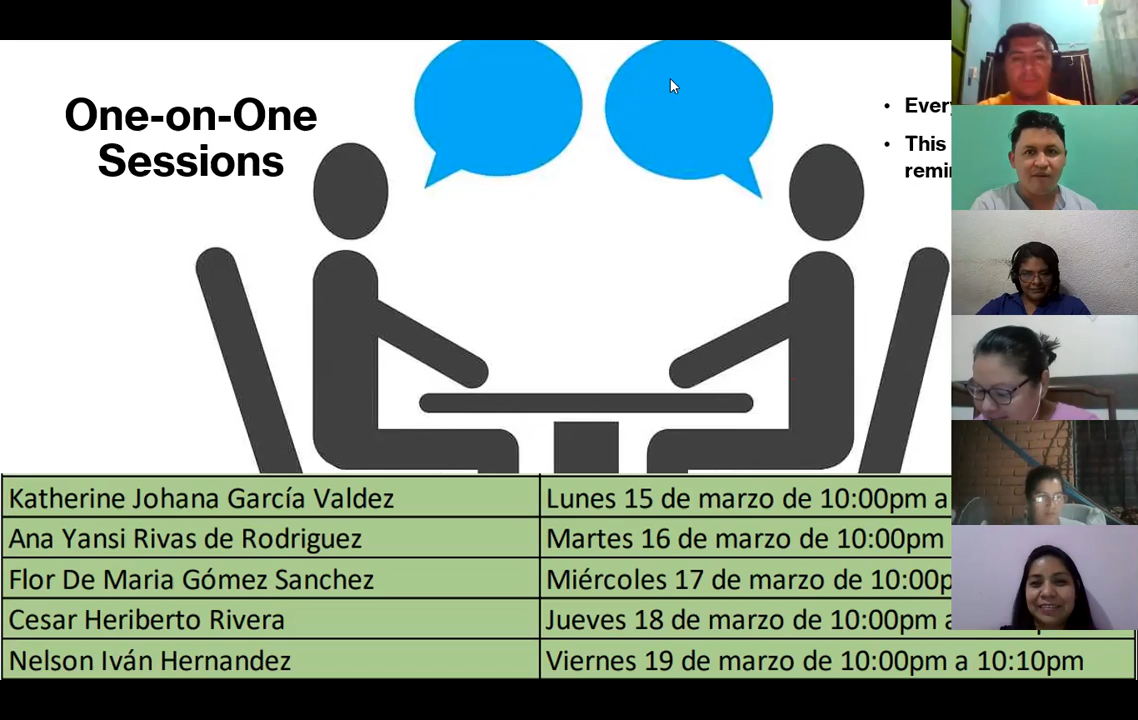 One-on-One
Sessions
• Every
• This
remin
Katherine Johana García Valdez Lunes 15 de marzo de 10:00pm a
Ana Yansi Rivas de Rodriguez Martes 16 de marzo de 10:00pm
Flor De Maria Gómez Sanchez Miércoles 17 de marzo de 10:00p
Cesar Heriberto Rivera Jueves 18 de marzo de 10:00pm a
Nelson Iván Hernandez Viernes 19 de marzo de 10:00pm a 10:10pm